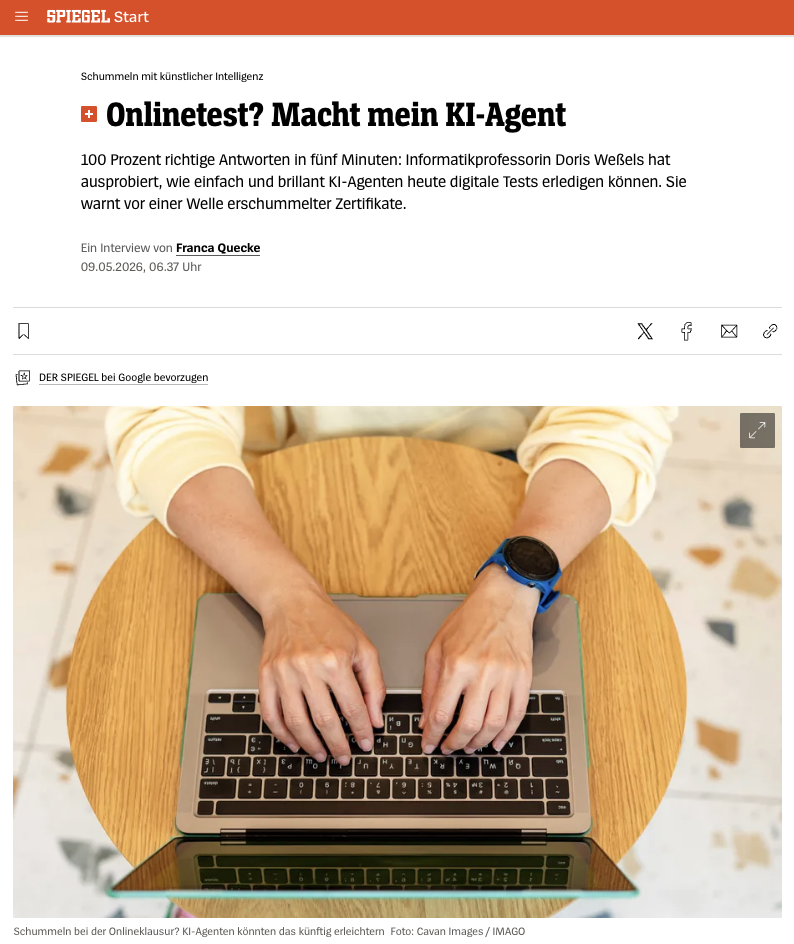 SPIEGEL Start
Schummeln mit künstlicher Intelligenz
Onlinetest? Macht mein KI-Agent
100 Prozent richtige Antworten in fünf Minuten: Informatikprofessorin Doris Weßels hat
ausprobiert, wie einfach und brillant KI-Agenten heute digitale Tests erledigen können. Sie
warnt vor einer Welle erschummelter Zertifikate.
Ein Interview von Franca Quecke
09.05.2026, 06.37 Uhr
DER SPIEGEL bei Google bevorzugen
Schummeln bei der Onlineklausur? KI-Agenten könnten das künftig erleichtern Foto: Cavan Images / IMAGO